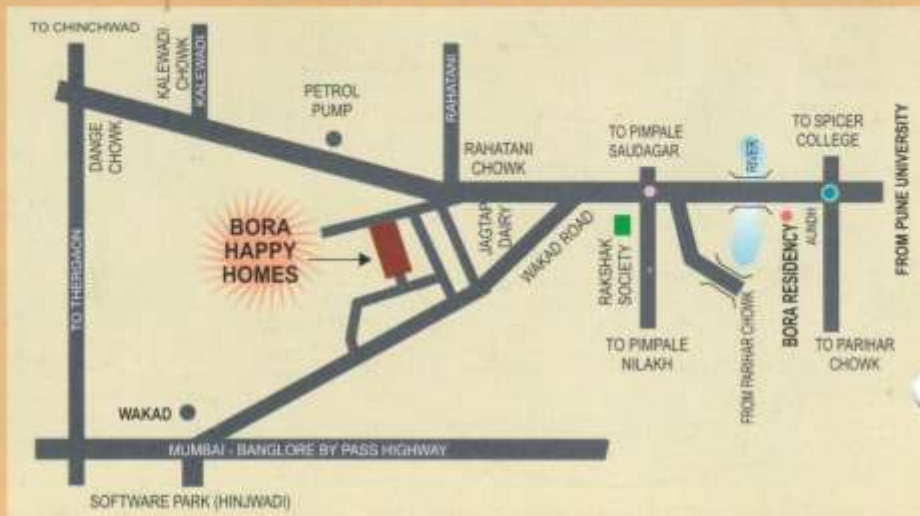 TO CHINCHWAD
KALEWADI
CHOWK
KALEWADI
PETROL
PUMP
RAHATANI
RAHATANI
CHOWK
TO PIMPALE
SAUDAGAR
RIVER
TO SPICER
COLLEGE
DANGE
CHOWK
BORA
HAPPY
HOMES
JAGTAP
DAIRY
WAKAD ROAD
RAKSHAK
SOCIETY
BORA RESIDENCY
AUNDH
FROM PUNE UNIVERSITY
TO THERGAON
TO PIMPALE
NILAKH
FROM PARIHAR CHOWK
TO PARIHAR
CHOWK
WAKAD
MUMBAI - BANGLORE BY PASS HIGHWAY
SOFTWARE PARK (HINJWADI)